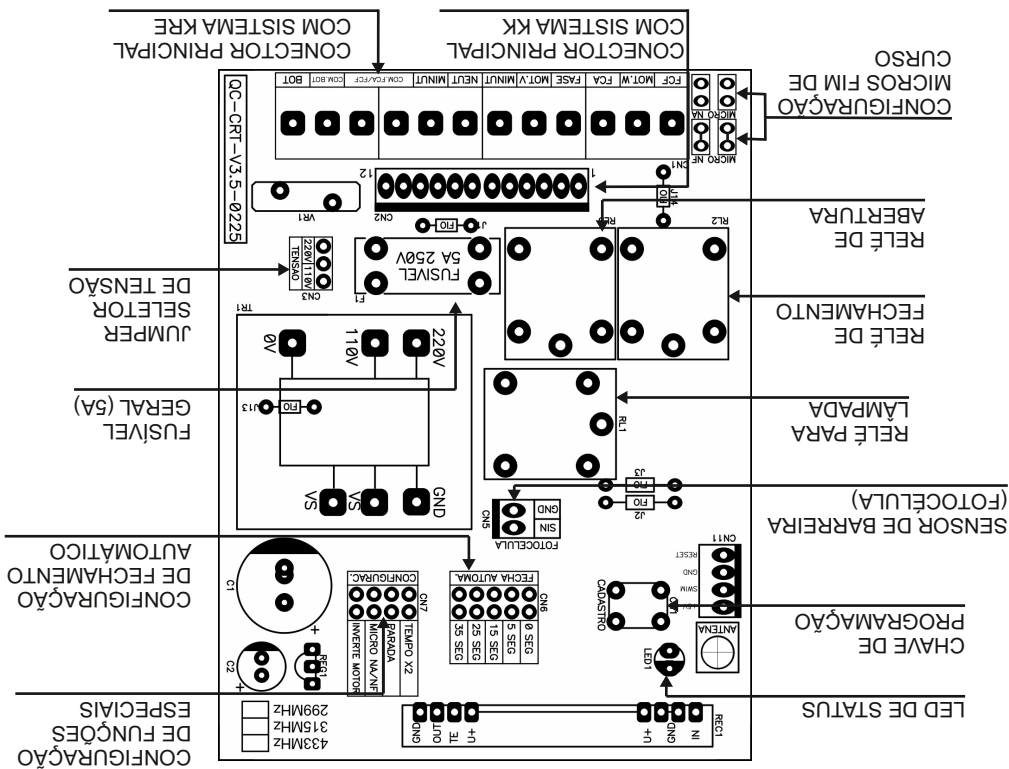 LED DE STATUS
CHAVE DE
PROGRAMAÇÃO
SENSOR DE BARREIRA
(FOTOCÉLULA)
RELÉ PARA
LÂMPADA
RELÉ DE
FECHAMENTO
RELÉ DE
ABERTURA
CONFIGURAÇÃO
MICROS FIM DE
CURSO
CONFIGURAÇÃO
DE FUNÇÕES
ESPECIAIS
CONFIGURAÇÃO
DE FECHAMENTO
AUTOMÁTICO
FUSÍVEL
GERAL (5A)
JUMPER
SELETOR
DE TENSÃO
CONECTOR PRINCIPAL
COM SISTEMA KK
CONECTOR PRINCIPAL
COM SISTEMA KRE
REC1
IN
GND
U+
U+
TE
OUT
GND
433MHz
315MHz
299MHz
LED1
ANTENA
CADASTRO
CN11
SWIM
GND
RESET
CN6
0 SEG
5 SEG
15 SEG
25 SEG
35 SEG
FECHA AUTOMA.
CN7
TEMPO X2
PARADA
MICRO NA/NF
INVERTE MOTOR
CONFIGURAC.
REG1
C2
+
C1
+
FOTOCELULA
SIN
GND
CN5
J2
FIO
J3
FIO
RL1
GND
VS
VS
J13
FIO
220V
110V
0V
TR1
RL2
F1
FUSIVEL
5A 250V
CN3
220V
110V
TENSAO
J14
FIO
CN1
J1
FIO
CN2
1
12
VR1
QC-CRT-V3.5-0225
MICRO NF
MICRO NA
FCF
MOT.W
FCA
FASE
MOT.V
MINUT
NEUT
MINUT
COM.FCA/FCF
COM.BOT
BOT